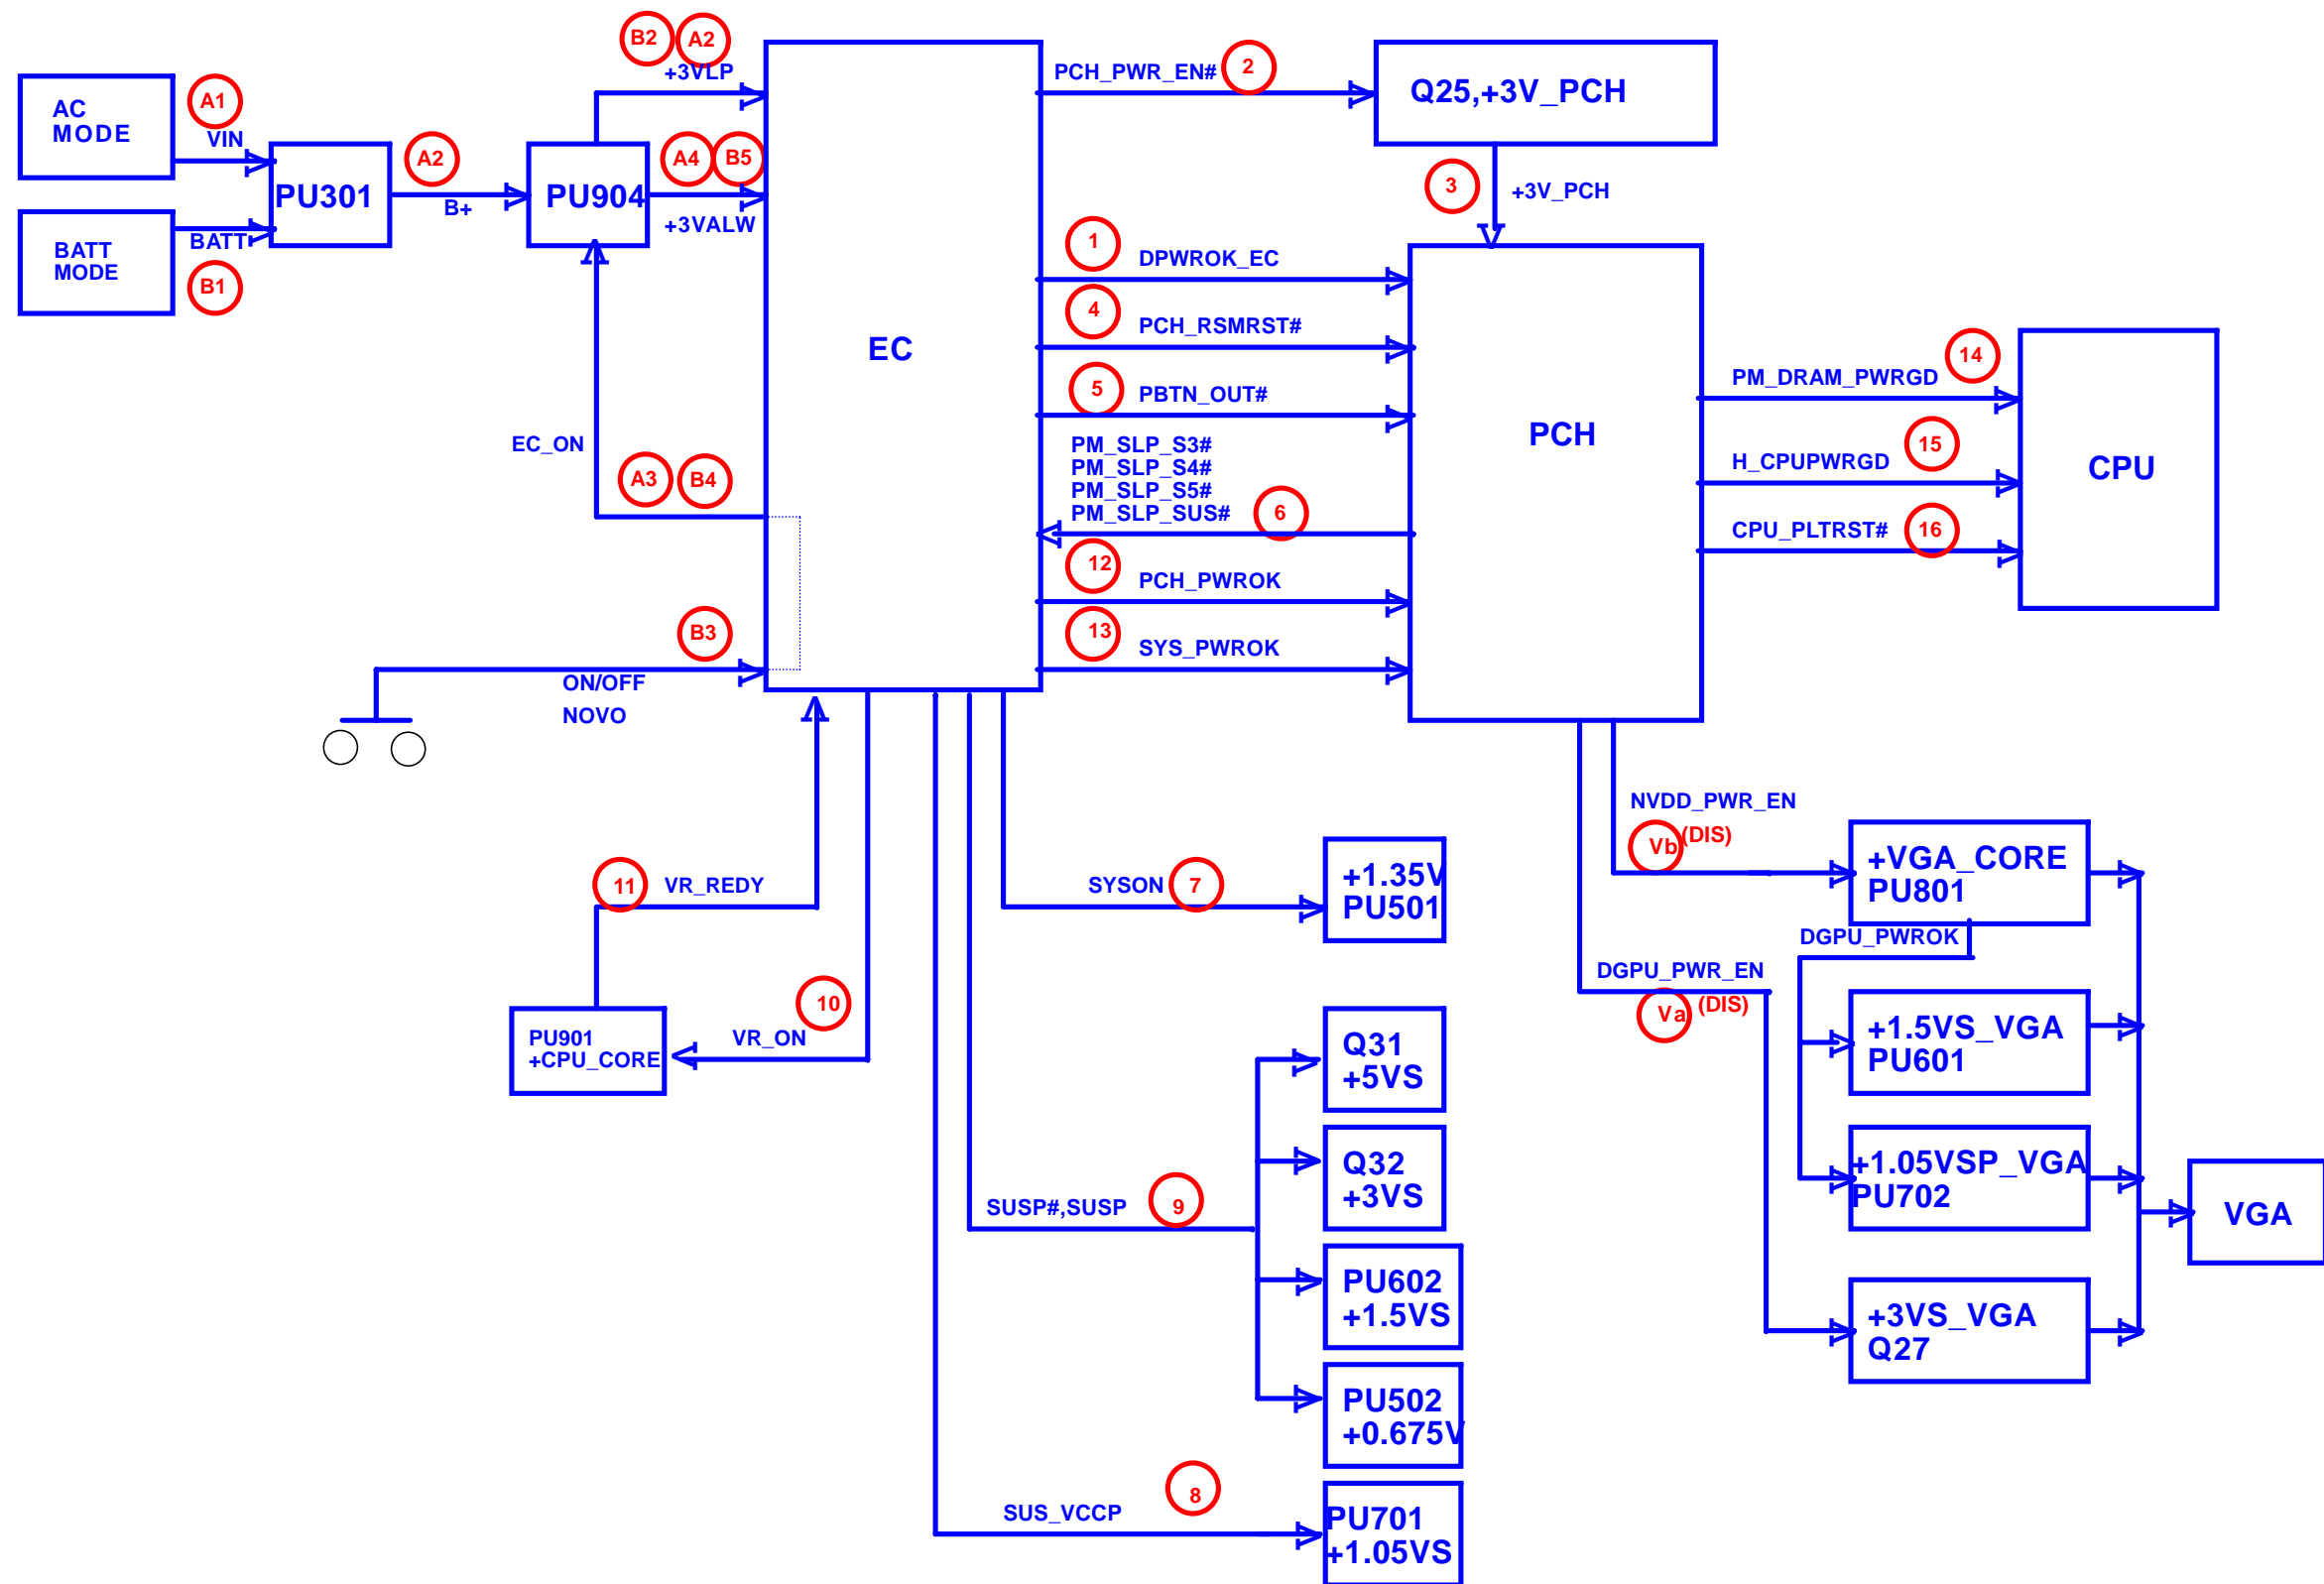 B2
A2
+3VLP
AC
MODE
A1
VIN
PU301
A2
B+
PU904
A4
B5
+3VALW
BATT
MODE
BATT
B1
EC
EC_ON
A3
B4
B3
ON/OFF
NOVO
PCH_PWR_EN#
2
Q25,+3V_PCH
3
+3V_PCH
1
DPWROK_EC
4
PCH_RSMRST#
5
PBTN_OUT#
PM_SLP_S3#
PM_SLP_S4#
PM_SLP_S5#
PM_SLP_SUS#
6
12
PCH_PWROK
13
SYS_PWROK
PCH
PM_DRAM_PWRGD
14
H_CPUPWRGD
15
CPU_PLTRST#
16
CPU
11
VR_REDY
10
VR_ON
PU901
+CPU_CORE
SYSON
7
+1.35V
PU501
Q31
+5VS
Q32
+3VS
SUSP#,SUSP
9
PU602
+1.5VS
PU502
+0.675V
SUS_VCCP
8
PU701
+1.05VS
NVDD_PWR_EN
Vb
(DIS)
+VGA_CORE
PU801
DGPU_PWROK
DGPU_PWR_EN
Va
(DIS)
+1.5VS_VGA
PU601
+1.05VSP_VGA
PU702
+3VS_VGA
Q27
VGA